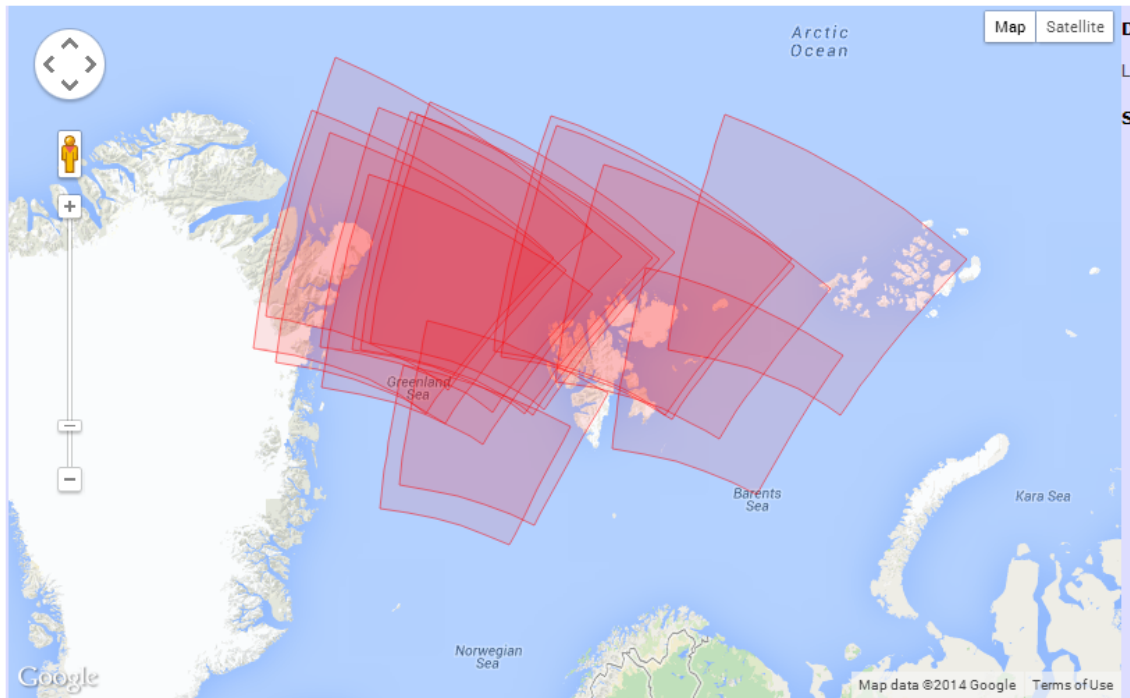 Arctic
Ocean
Map
Satellite
D
L
S
+
−
Greenland
Sea
Barents
Sea
Kara Sea
Norwegian
Sea
Google
Map data ©2014 Google
Terms of Use